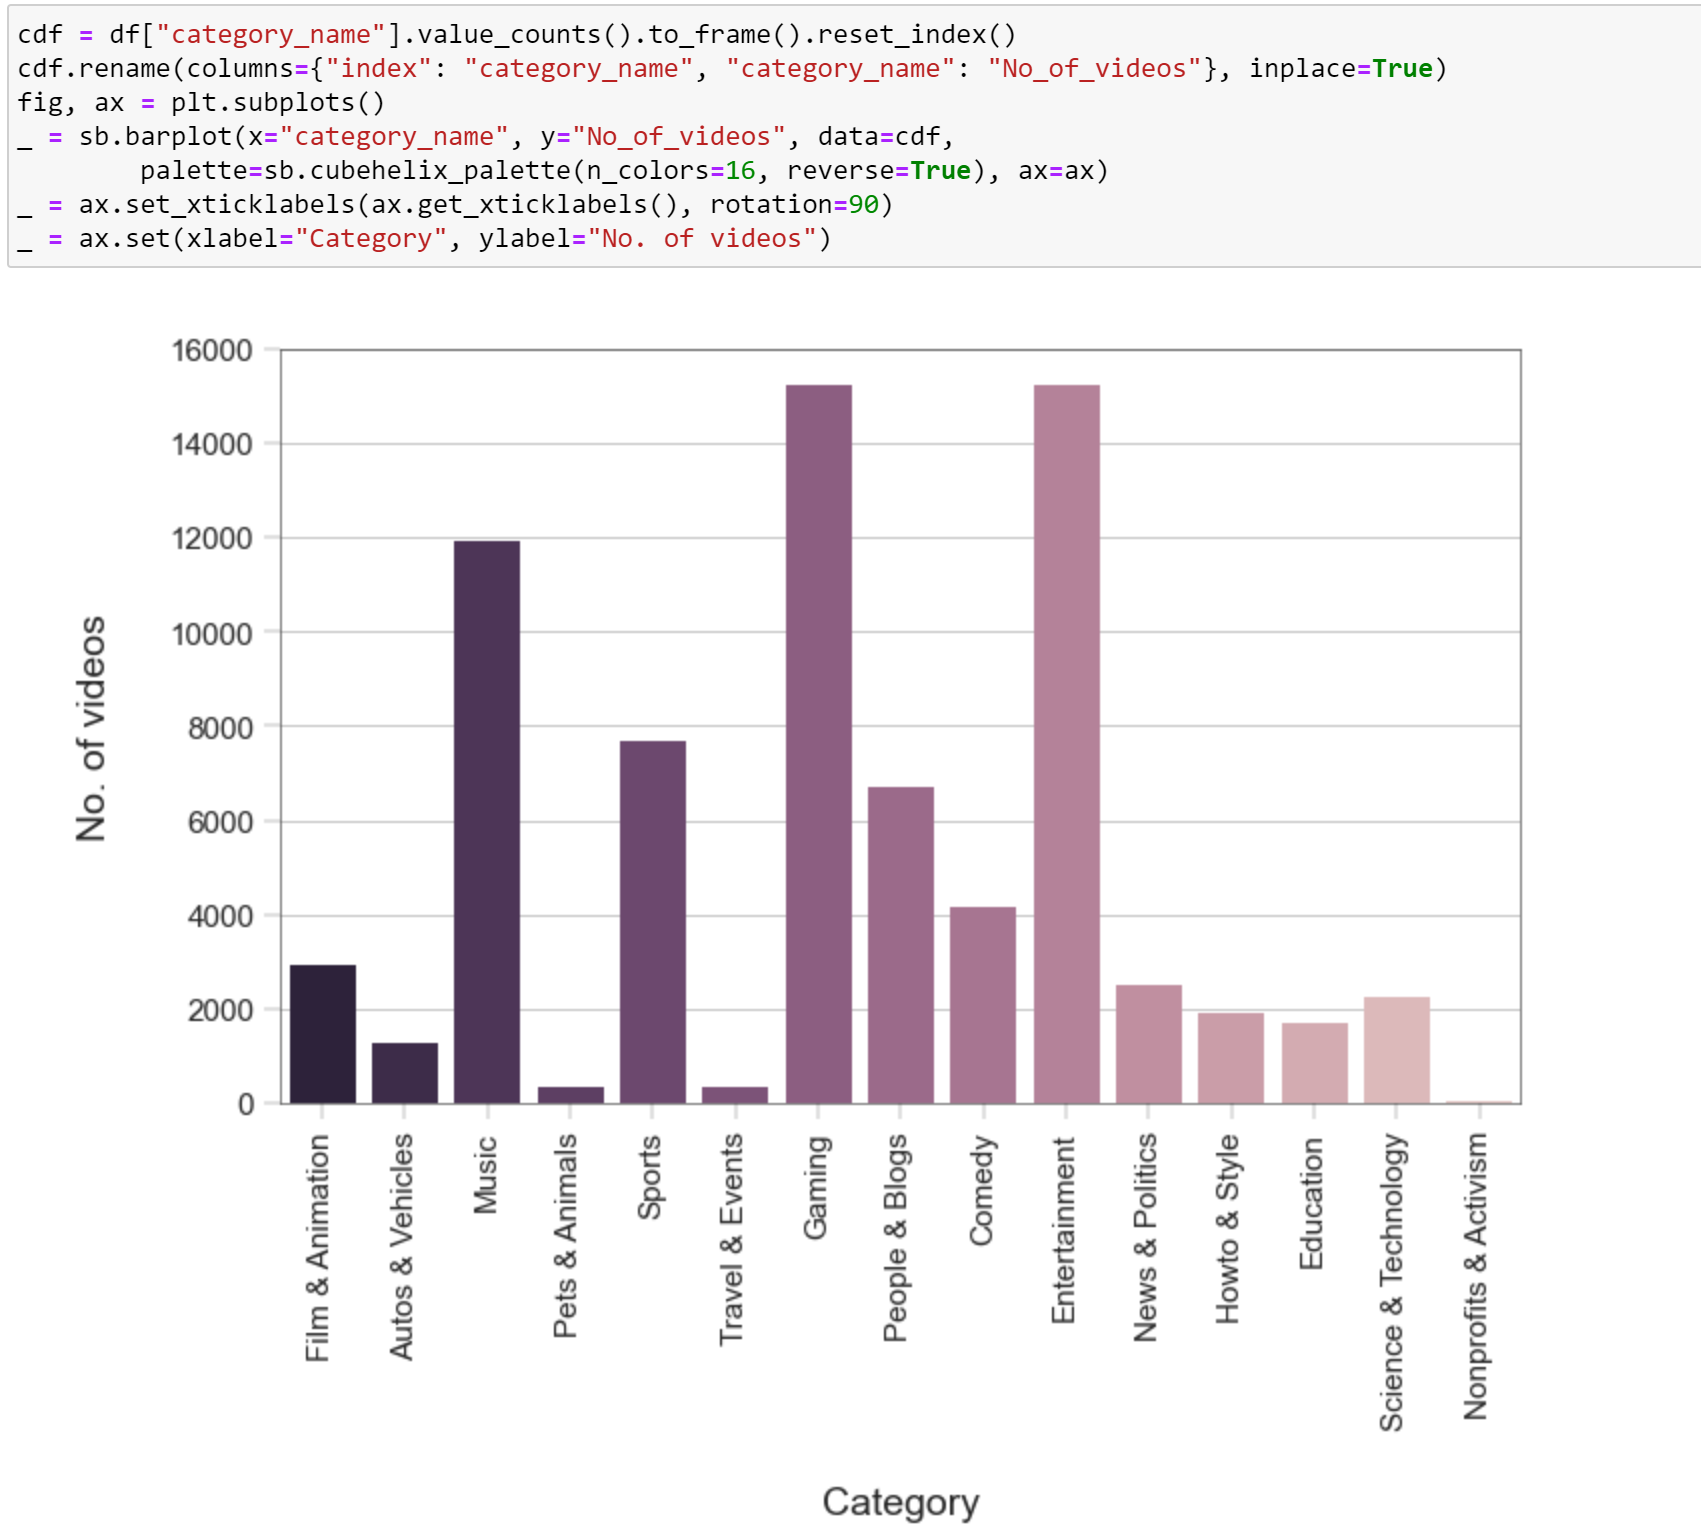 cdf = df["category_name"].value_counts().to_frame().reset_index()
cdf.rename(columns={"index": "category_name", "category_name": "No_of_videos"}, inplace=True)
fig, ax = plt.subplots()
_ = sb.barplot(x="category_name", y="No_of_videos", data=cdf,
        palette=sb.cubehelix_palette(n_colors=16, reverse=True), ax=ax)
_ = ax.set_xticklabels(ax.get_xticklabels(), rotation=90)
_ = ax.set(xlabel="Category", ylabel="No. of videos")
No. of videos
16000
14000
12000
10000
8000
6000
4000
2000
0
Film & Animation
Autos & Vehicles
Music
Pets & Animals
Sports
Travel & Events
Gaming
People & Blogs
Comedy
Entertainment
News & Politics
Howto & Style
Education
Science & Technology
Nonprofits & Activism
Category